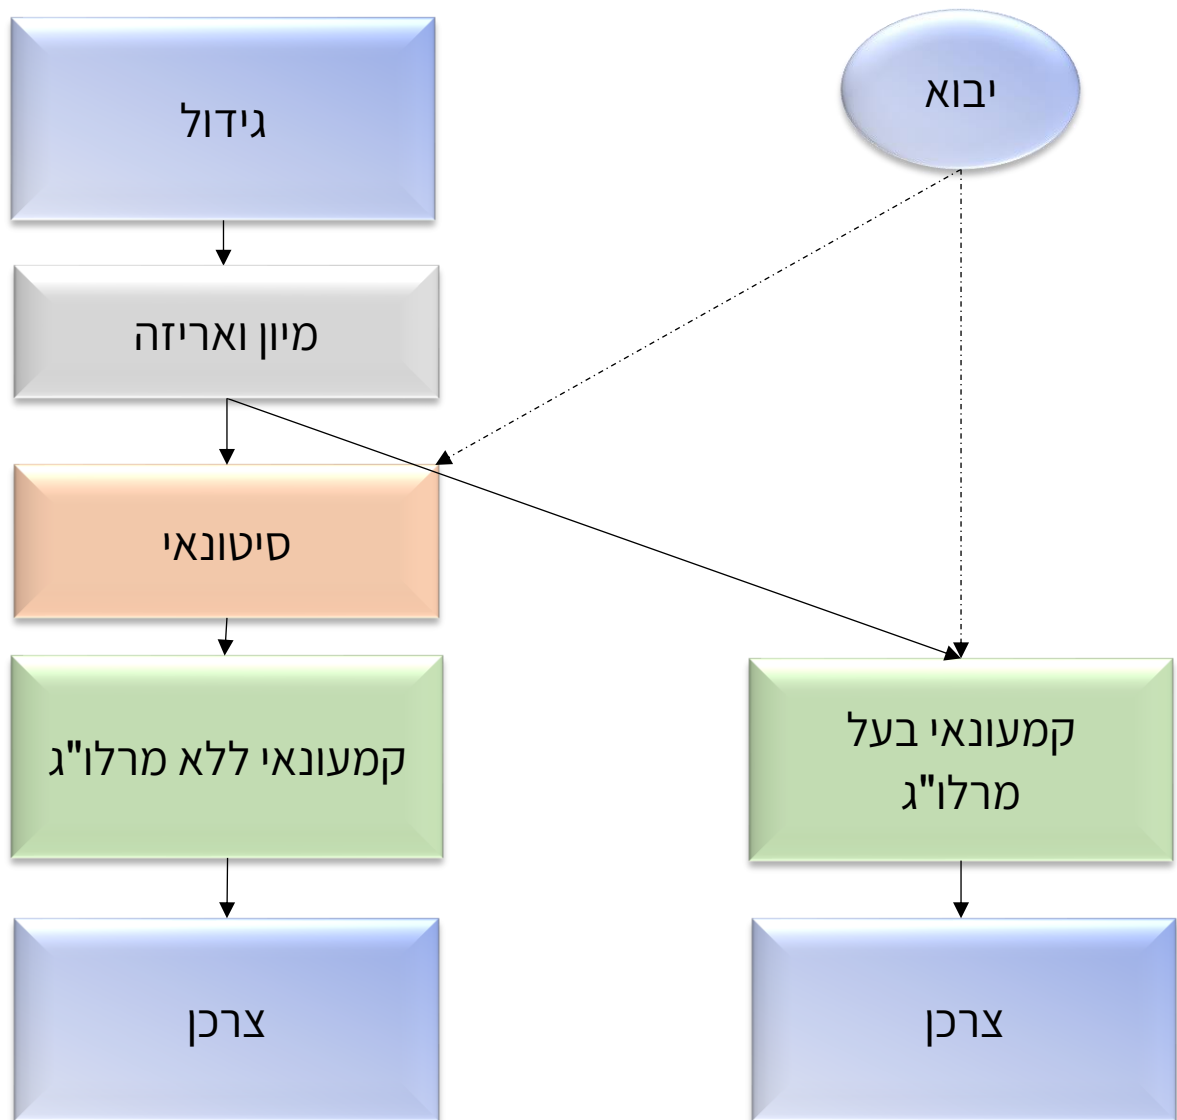 יבוא
גידול
מיון ואריזה
סיטונאי
קמעונאי בעל
מרלו"ג
קמעונאי ללא מרלו"ג
צרכן
צרכן